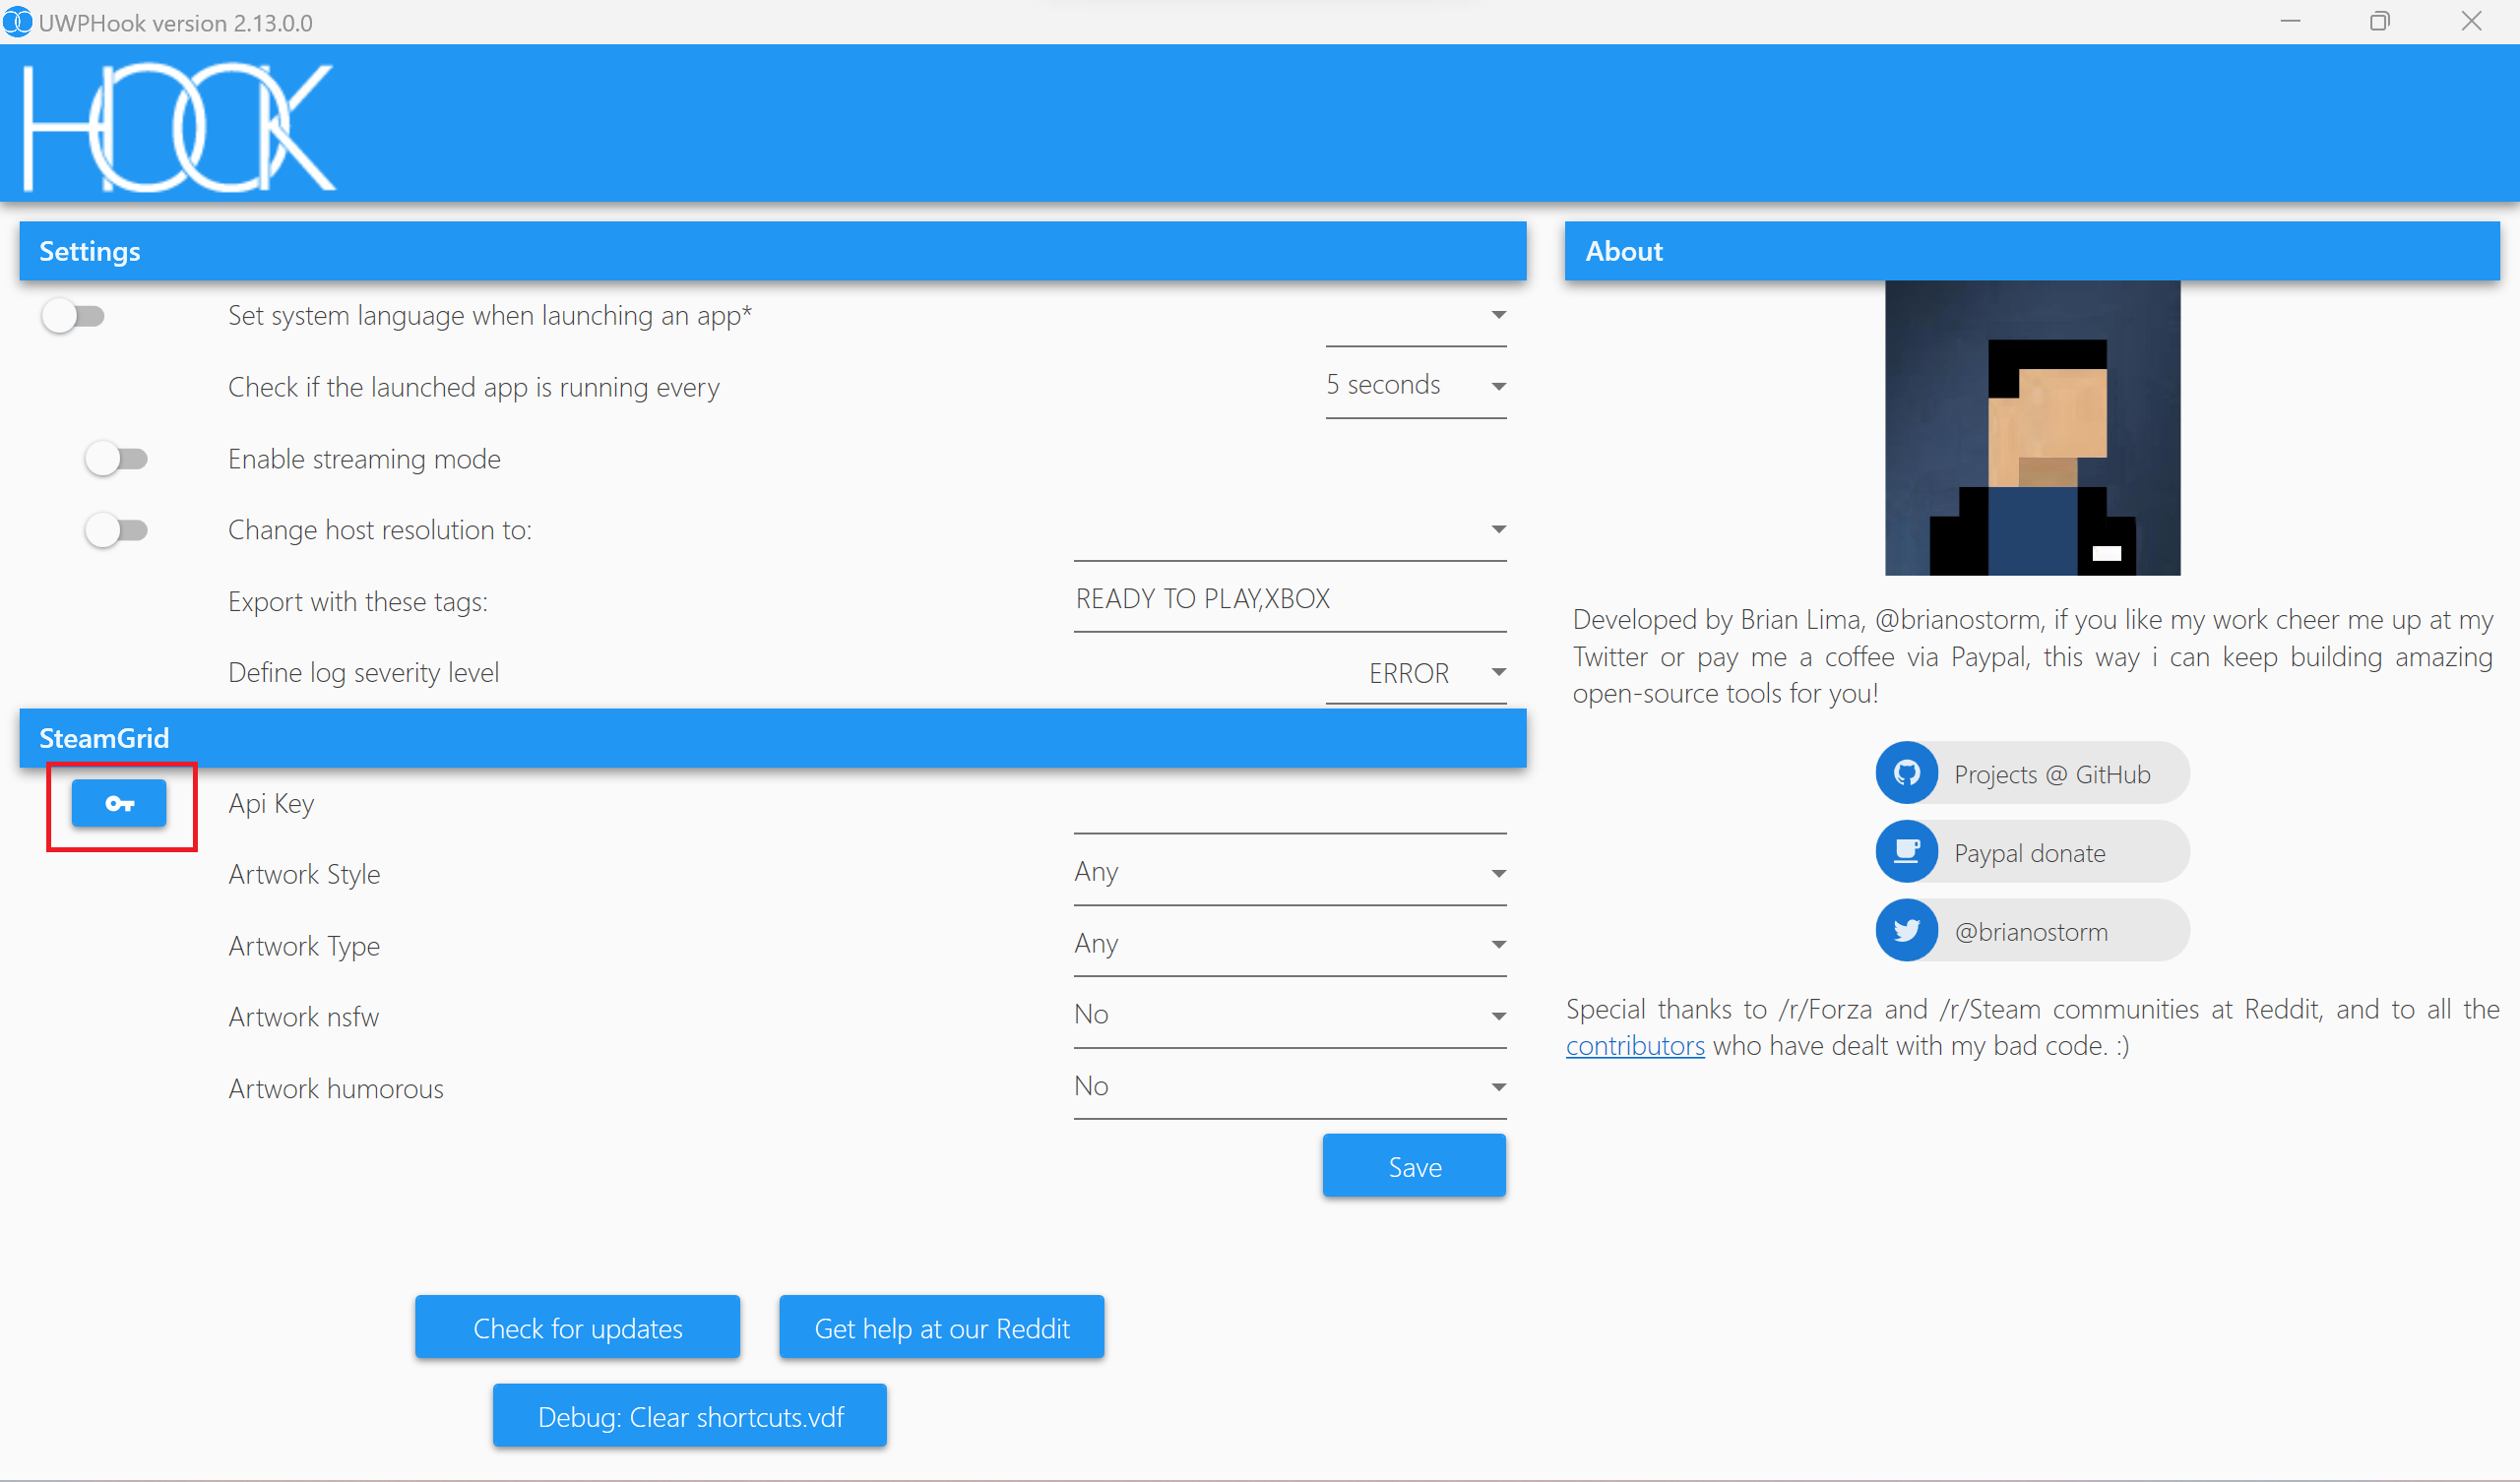 UWPHook version 2.13.0.0
HOOK
Settings
Set system language when launching an app*
Check if the launched app is running every
5 seconds
Enable streaming mode
Change host resolution to:
Export with these tags:
READY TO PLAY,XBOX
Define log severity level
ERROR
SteamGrid
Api Key
Artwork Style
Any
Artwork Type
Any
Artwork nsfw
No
Artwork humorous
No
Save
Check for updates
Get help at our Reddit
Debug: Clear shortcuts.vdf
About
Developed by Brian Lima, @brianostorm, if you like my work cheer me up at my
Twitter or pay me a coffee via Paypal, this way i can keep building amazing
open-source tools for you!
Projects @ GitHub
Paypal donate
@brianostorm
Special thanks to /r/Forza and /r/Steam communities at Reddit, and to all the
contributors who have dealt with my bad code. :)